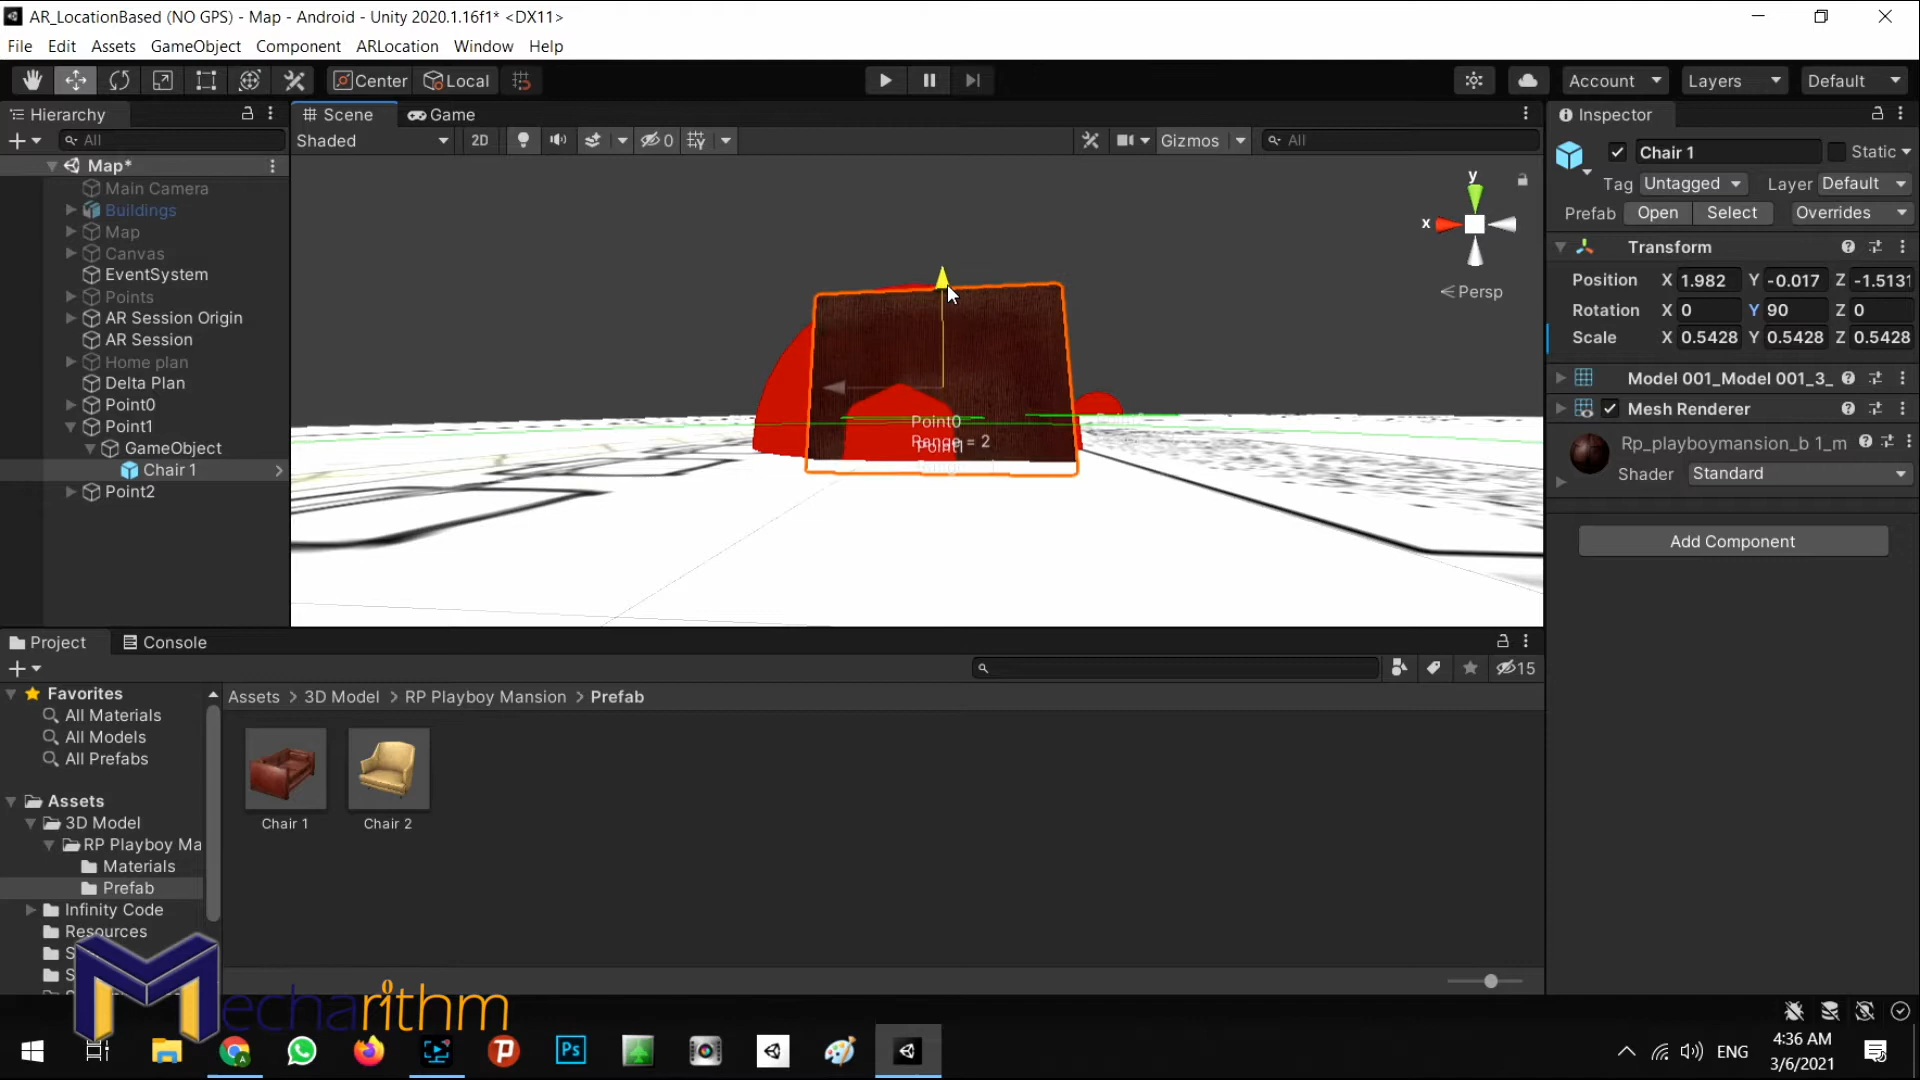 AR_LocationBased (NO GPS) - Map - Android - Unity 2020.1.16f1* <DX11>
File Edit Assets GameObject Component ARLocation Window Help
Center Local Account Layers Default
Hierarchy
All
Map*
Main Camera
Buildings
Map
Canvas
EventSystem
Points
AR Session Origin
AR Session
Home plan
Delta Plan
Point0
Point1
GameObject
Chair 1
Point2
Scene Game
Shaded 2D 0 Gizmos All
y
x
Persp
Point0
Range = 2
Point1
Inspector
Chair 1 Static
Tag Untagged Layer Default
Prefab Open Select Overrides
Transform
Position X 1.982 Y -0.017 Z -1.5131
Rotation X 0 Y 90 Z 0
Scale X 0.5428 Y 0.5428 Z 0.5428
Model 001_Model 001_3_
Mesh Renderer
Rp_playboymansion_b 1_m
Shader Standard
Add Component
Project Console
15
Favorites
All Materials
All Models
All Prefabs
Assets
3D Model
RP Playboy Ma
Materials
Prefab
Infinity Code
Resources
S
S
Assets > 3D Model > RP Playboy Mansion > Prefab
Chair 1 Chair 2
Mecharithm
Ps
ENG
4:36 AM
3/6/2021